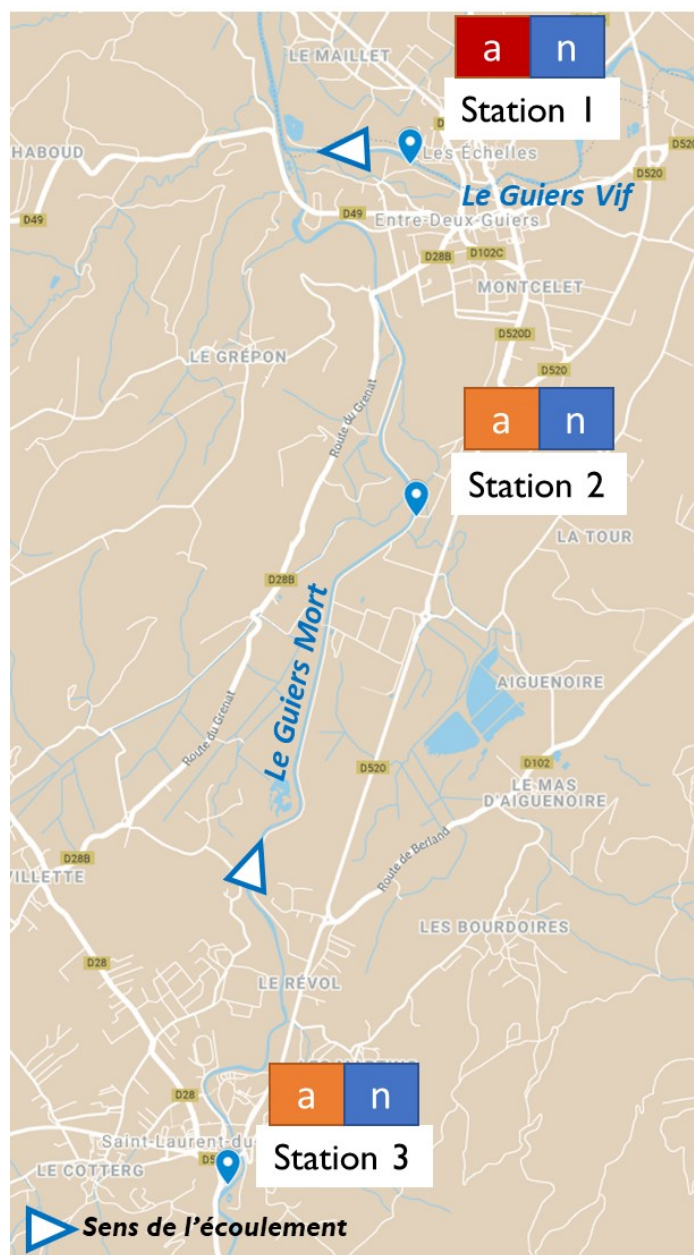 a n
LE MAILLET
Station 1
HABOUD
Les Échelles
D520
D520
Le Guiers Vif
D49
D49
Entre-Deux-Guiers
D28B
D102C
MONTCELET
D520D
D520
LE GRÉPON
Route du Grenat
a n
Station 2
LA TOUR
D28B
Le Guiers Mort
AIGUENOIRE
Route du Grenat
D520
D102
LE MAS
D'AIGUENOIRE
Route de Berland
D28B
VILLETTE
LES BOURDOIRES
D28
LE RÉVOL
a n
D28
Saint-Laurent-du
Station 3
LE COTTERG
Sens de l'écoulement